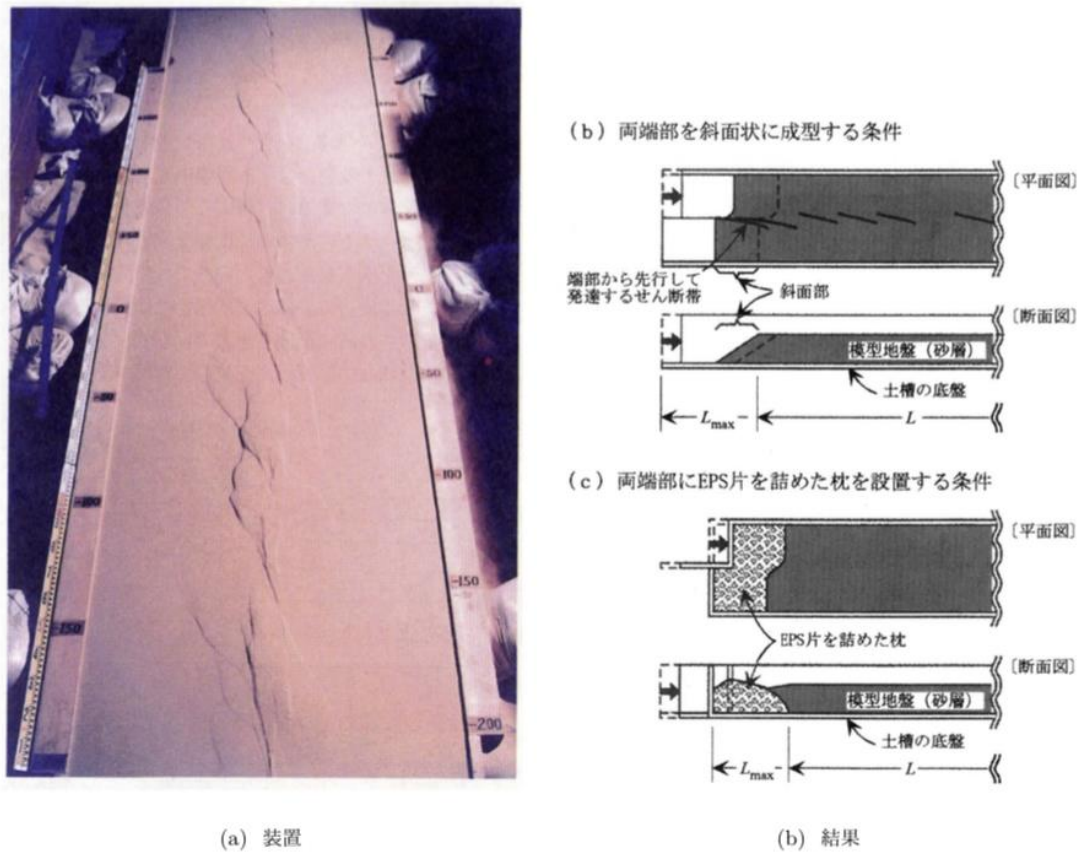 0
-50
-100
-150
0
-50
-100
-150
-200
(b) 両端部を斜面状に成型する条件
〔平面図〕
端部から先行して
発達するせん断帯
斜面部
〔断面図〕
模型地盤（砂層）
土槽の底盤
Lmax
L
(c) 両端部にEPS片を詰めた枕を設置する条件
〔平面図〕
EPS片を詰めた枕
〔断面図〕
模型地盤（砂層）
土槽の底盤
Lmax
L
(a) 装置
(b) 結果